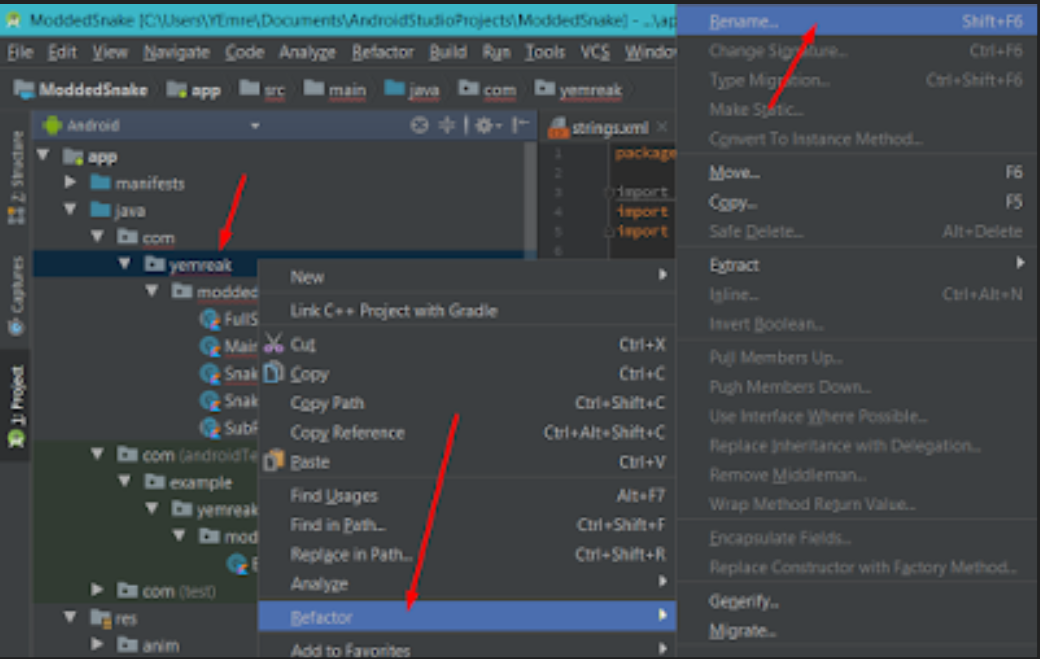 ModdedSnake [C:\Users\YEmre\Documents\AndroidStudioProjects\ModdedSnake] - ...\ap
File Edit View Navigate Code Analyze Refactor Build Run Tools VCS Windo
ModdedSnake app src main java com yemreak
Android
strings.xml
Z: Structure
Captures
1: Project
app
manifests
java
com
yemreak
modded
FullS
Main
Snak
Snak
SubF
com (androidTe
example
yemreak
mod
E
com (test)
res
anim
1
2
3
4
5
6
package
import
import
import
New
Link C++ Project with Gradle
Cut Ctrl+X
Copy Ctrl+C
Copy Path Ctrl+Shift+C
Copy Reference Ctrl+Alt+Shift+C
Paste Ctrl+V
Find Usages Alt+F7
Find in Path... Ctrl+Shift+F
Replace in Path... Ctrl+Shift+R
Analyze
Refactor
Add to Favorites
Rename... Shift+F6
Change Signature... Ctrl+F6
Type Migration... Ctrl+Shift+F6
Make Static...
Convert To Instance Method...
Move... F6
Copy... F5
Safe Delete... Alt+Delete
Extract
Inline... Ctrl+Alt+N
Invert Boolean...
Pull Members Up...
Push Members Down...
Use Interface Where Possible...
Replace Inheritance with Delegation...
Remove Middleman...
Wrap Method Return Value...
Encapsulate Fields...
Replace Constructor with Factory Method...
Generify...
Migrate...